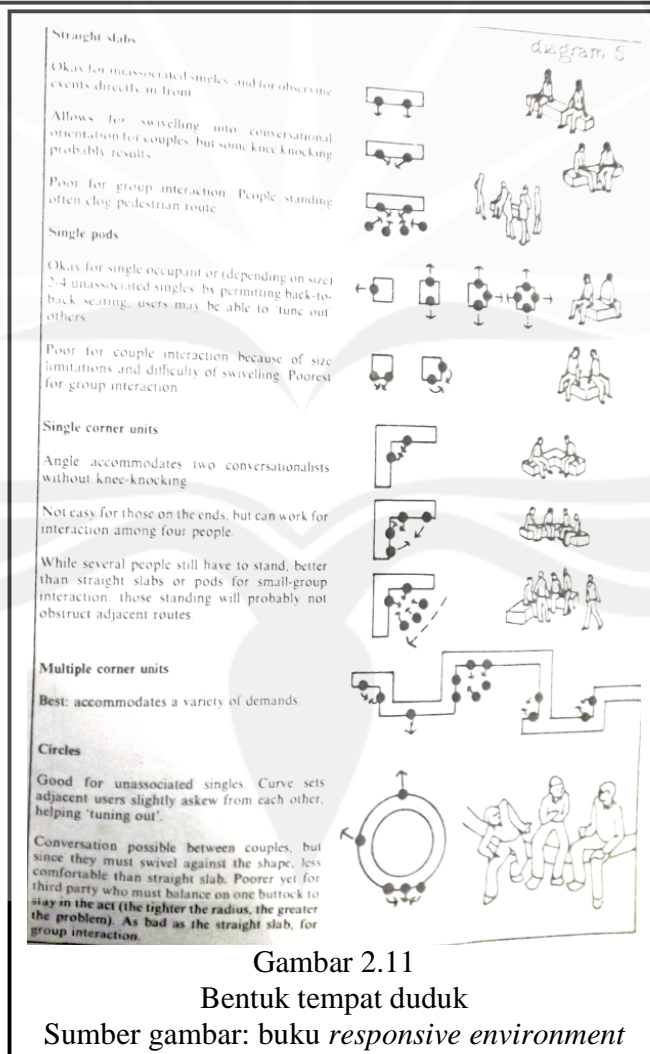 Straight slabs
diagram 5
Okay for unassociated singles and for observing
events directly in front
Allows for swivelling into conversational
orientation for couples, but some knee knocking
probably results
Poor for group interaction. People standing
often clog pedestrian route
Single pods
Okay for single occupant or (depending on size)
2-4 unassociated singles: by permitting back-to-
back seating, users may be able to 'tune out'
others
Poor for couple interaction because of size
limitations and difficulty of swivelling. Poorest
for group interaction
Single corner units
Angle accommodates two conversationalists
without knee-knocking
Not easy for those on the ends, but can work for
interaction among four people.
While several people still have to stand, better
than straight slabs or pods for small-group
interaction: those standing will probably not
obstruct adjacent routes.
Multiple corner units
Best: accommodates a variety of demands
Circles
Good for unassociated singles. Curve sets
adjacent users slightly askew from each other,
helping 'tuning out'.
Conversation possible between couples, but
since they must swivel against the shape, less
comfortable than straight slab. Poorer yet for
third party who must balance on one buttock to
stay in the act (the tighter the radius, the greater
the problem). As bad as the straight slab, for
group interaction.
Gambar 2.11
Bentuk tempat duduk
Sumber gambar: buku responsive environment